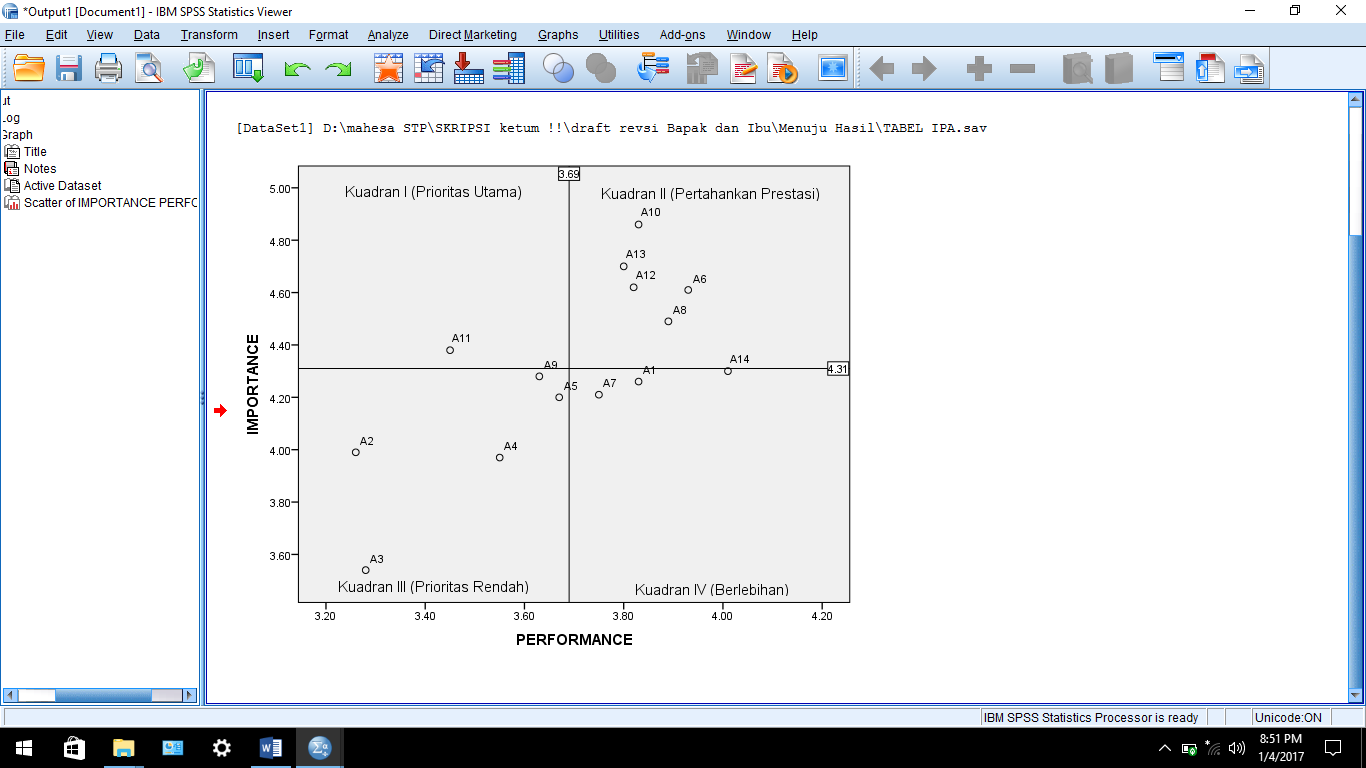 *Output1 [Document1] - IBM SPSS Statistics Viewer
File Edit View Data Transform Insert Format Analyze Direct Marketing Graphs Utilities Add-ons Window Help
ut
Log
Graph
Title
Notes
Active Dataset
Scatter of IMPORTANCE PERFO
[DataSet1] D:\mahesa STP\SKRIPSI ketum !!\draft revsi Bapak dan Ibu\Menuju Hasil\TABEL IPA.sav
3.69
Kuadran I (Prioritas Utama)
Kuadran II (Pertahankan Prestasi)
5.00
A10
4.80
A13
A12
A6
4.60
A8
4.40
A11
A9
A14
A1
4.31
A5
A7
4.20
A2
A4
4.00
3.80
3.60
A3
Kuadran III (Prioritas Rendah)
Kuadran IV (Berlebihan)
IMPORTANCE
3.20 3.40 3.60 3.80 4.00 4.20
PERFORMANCE
IBM SPSS Statistics Processor is ready
Unicode:ON
8:51 PM
1/4/2017